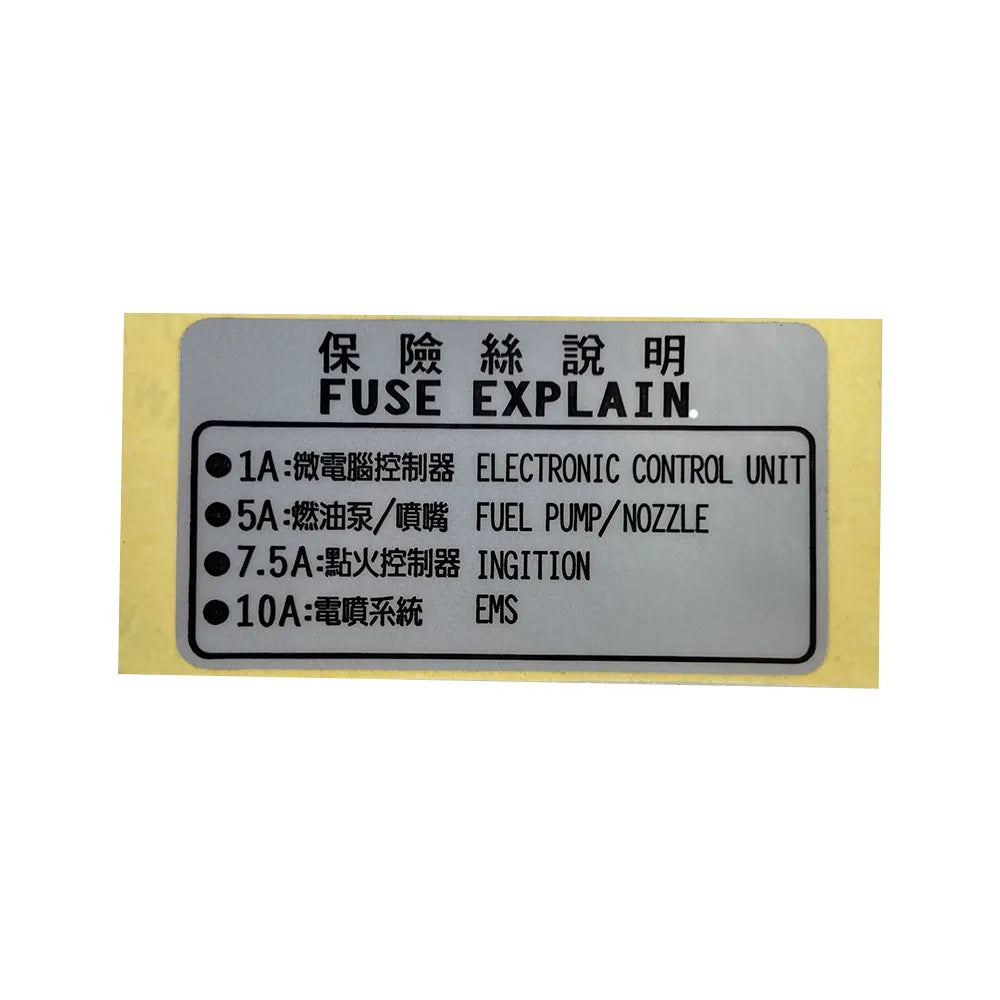 保險絲說明
FUSE EXPLAIN
●1A:微電腦控制器 ELECTRONIC CONTROL UNIT
●5A:燃油泵/噴嘴 FUEL PUMP/NOZZLE
●7.5A:點火控制器 INGITION
●10A:電噴系統 EMS